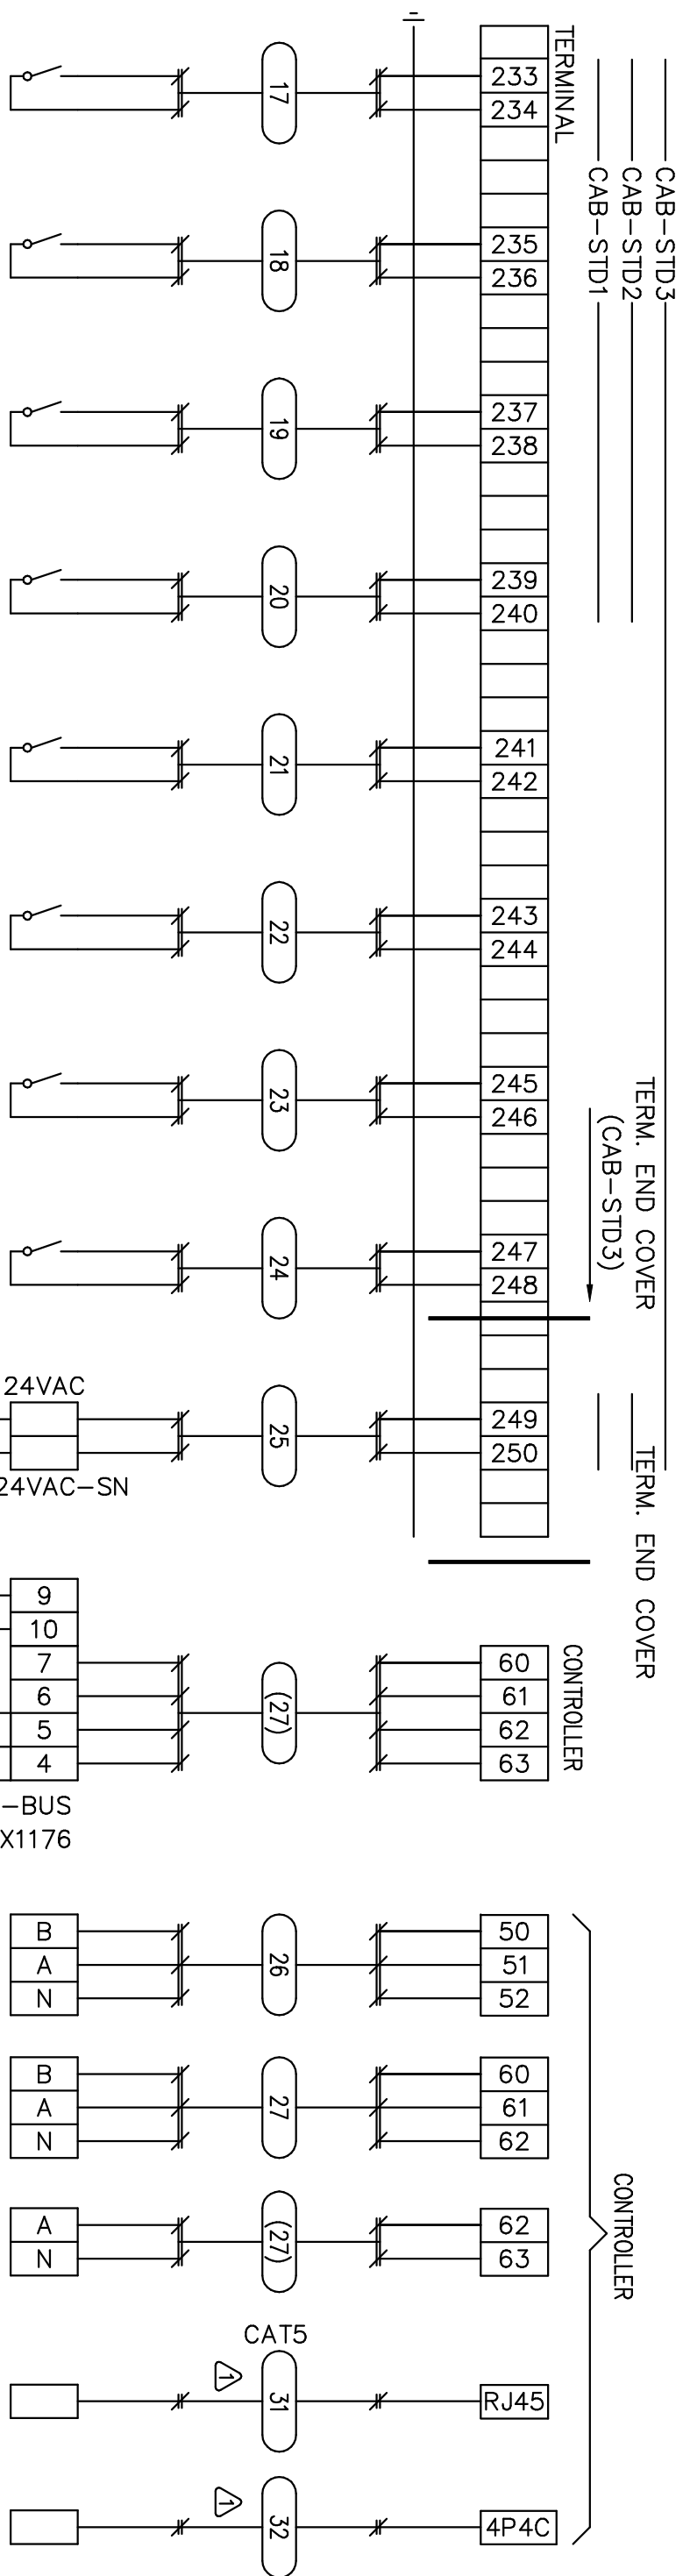 TERMINAL
CAB-STD3
CAB-STD2
CAB-STD1
17
233
234
18
235
236
19
237
238
20
239
240
21
241
242
22
243
244
23
245
246
TERM. END COVER
(CAB-STD3)
24
247
248
24VAC
24VAC-SN
25
249
250
TERM. END COVER
9
10
7
6
5
4
-BUS
X1176
(27)
CONTROLLER
60
61
62
63
B
A
N
26
50
51
52
B
A
N
27
60
61
62
CONTROLLER
A
N
(27)
62
63
CAT5
1
31
RJ45
1
32
4P4C